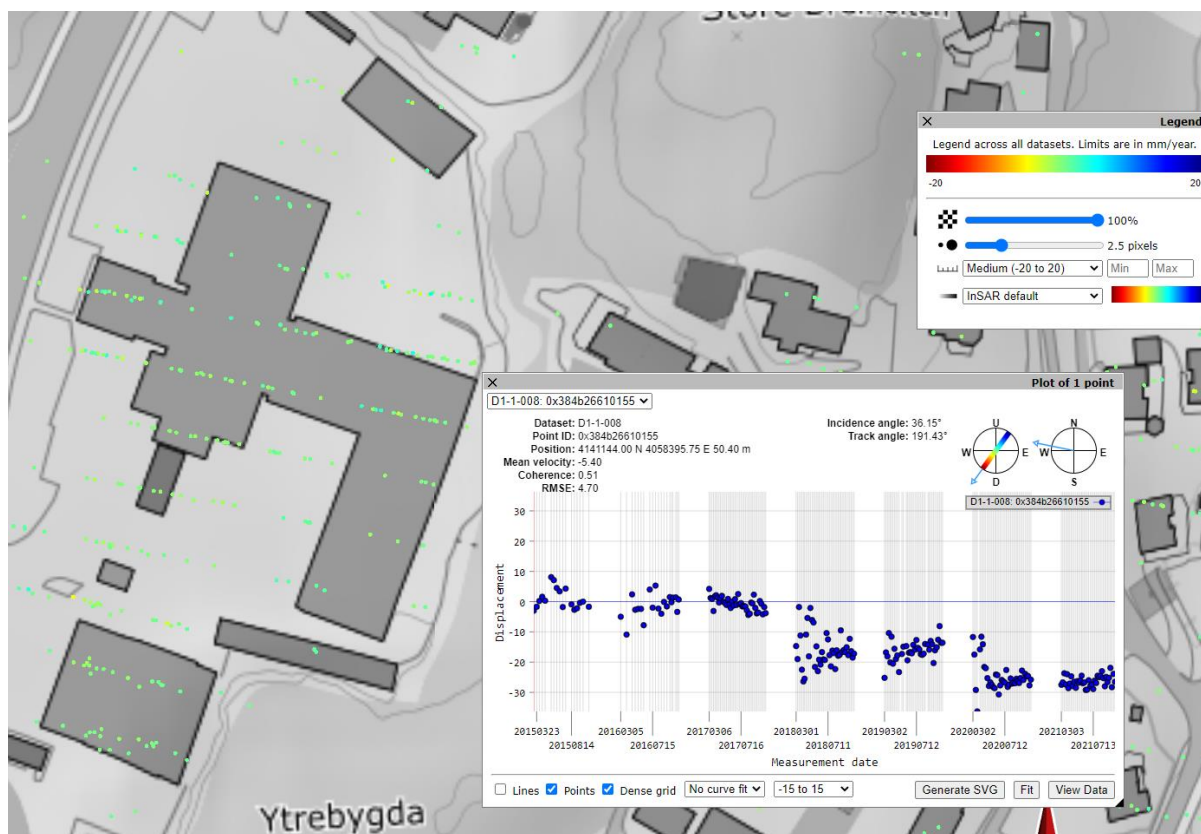 Legend
Legend across all datasets. Limits are in mm/year.
-20
20
100%
2.5 pixels
Medium (-20 to 20)
Min
Max
InSAR default
Plot of 1 point
D1-1-008: 0x384b26610155
Dataset: D1-1-008
Point ID: 0x384b26610155
Position: 4141144.00 N 4058395.75 E 50.40 m
Mean velocity: -5.40
Coherence: 0.51
RMSE: 4.70
Incidence angle: 36.15°
Track angle: 191.43°
U
W
E
D
N
W
E
S
D1-1-008: 0x384b26610155
Displacement
30
20
10
0
-10
-20
-30
20150323
20150814
20160305
20160715
20170306
20170716
20180301
20180711
20190302
20190712
20200302
20200712
20210303
20210713
Measurement date
Lines
Points
Dense grid
No curve fit
-15 to 15
Generate SVG
Fit
View Data
Ytrebygda